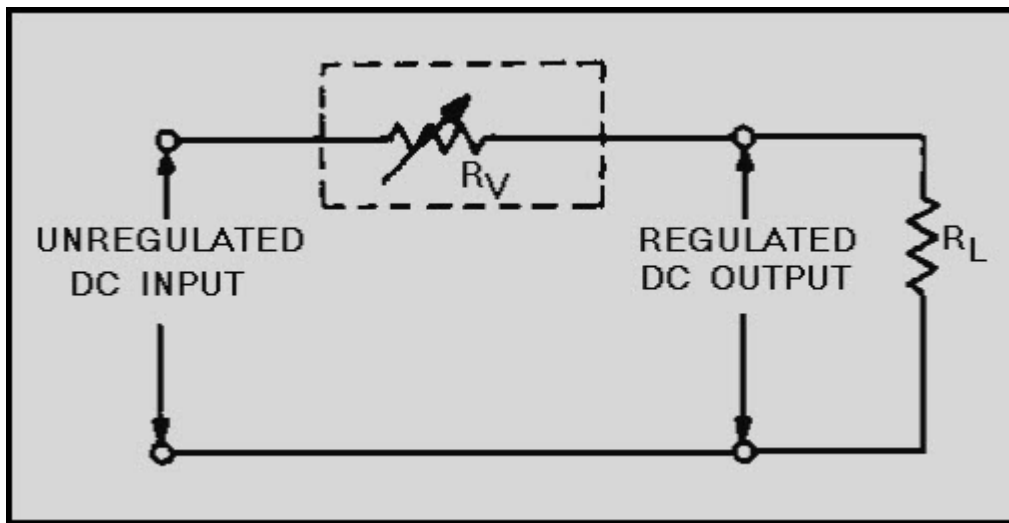 RV
UNREGULATED
DC INPUT
REGULATED
DC OUTPUT
RL